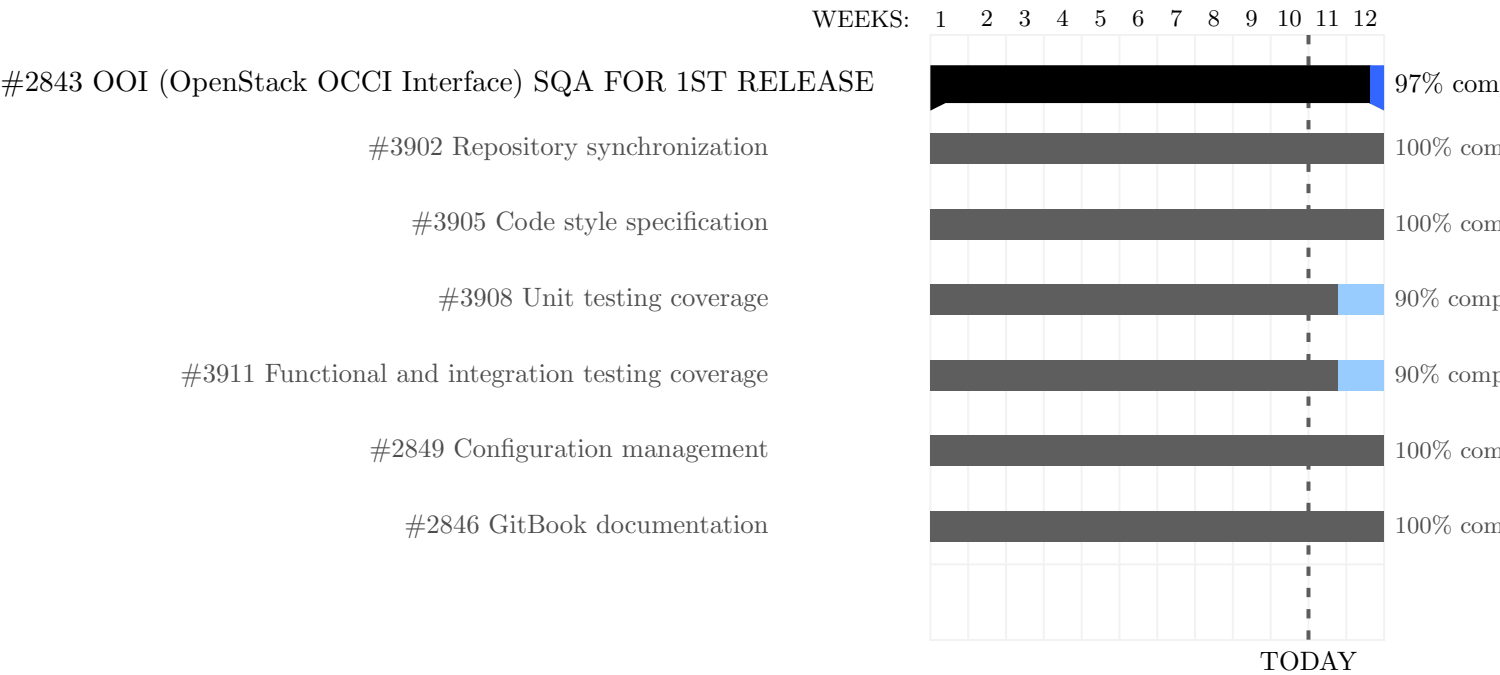 WEEKS: 1 2 3 4 5 6 7 8 9 10 11 12
#2843 OOI (OpenStack OCCI Interface) SQA FOR 1ST RELEASE 97% com
#3902 Repository synchronization 100% com
#3905 Code style specification 100% com
#3908 Unit testing coverage 90% comp
#3911 Functional and integration testing coverage 90% comp
#2849 Configuration management 100% com
#2846 GitBook documentation 100% com
TODAY